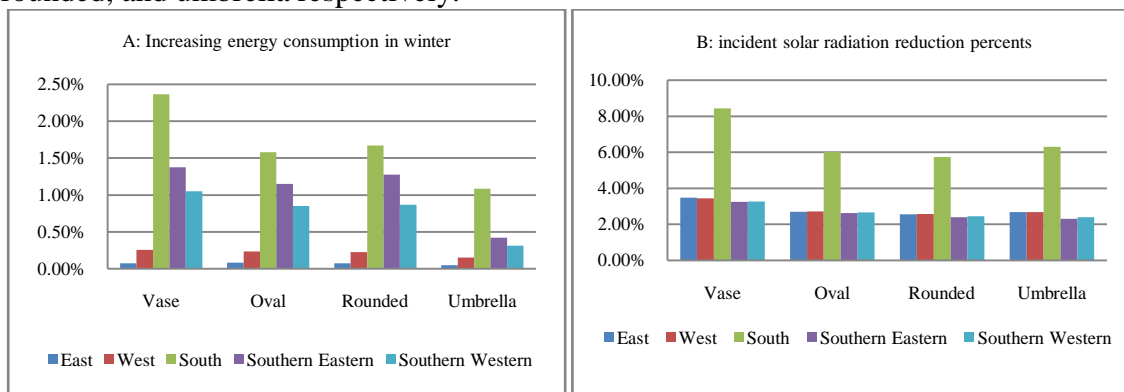 rounded, and umbrella respectively.
A: Increasing energy consumption in winter
2.50%
2.00%
1.50%
1.00%
0.50%
0.00%
Vase Oval Rounded Umbrella
East West South Southern Eastern Southern Western
B: incident solar radiation reduction percents
10.00%
8.00%
6.00%
4.00%
2.00%
0.00%
Vase Oval Rounded Umbrella
East West South Southern Eastern Southern Western